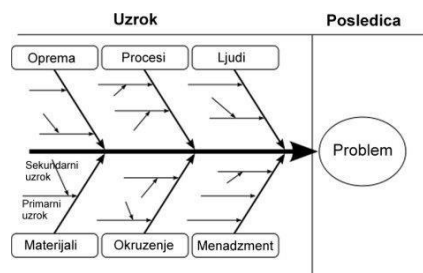 Uzrok
Posledica
Oprema
Procesi
Ljudi
Problem
Sekundarni
uzrok
Primarni
uzrok
Materijali
Okruzenje
Menadzment